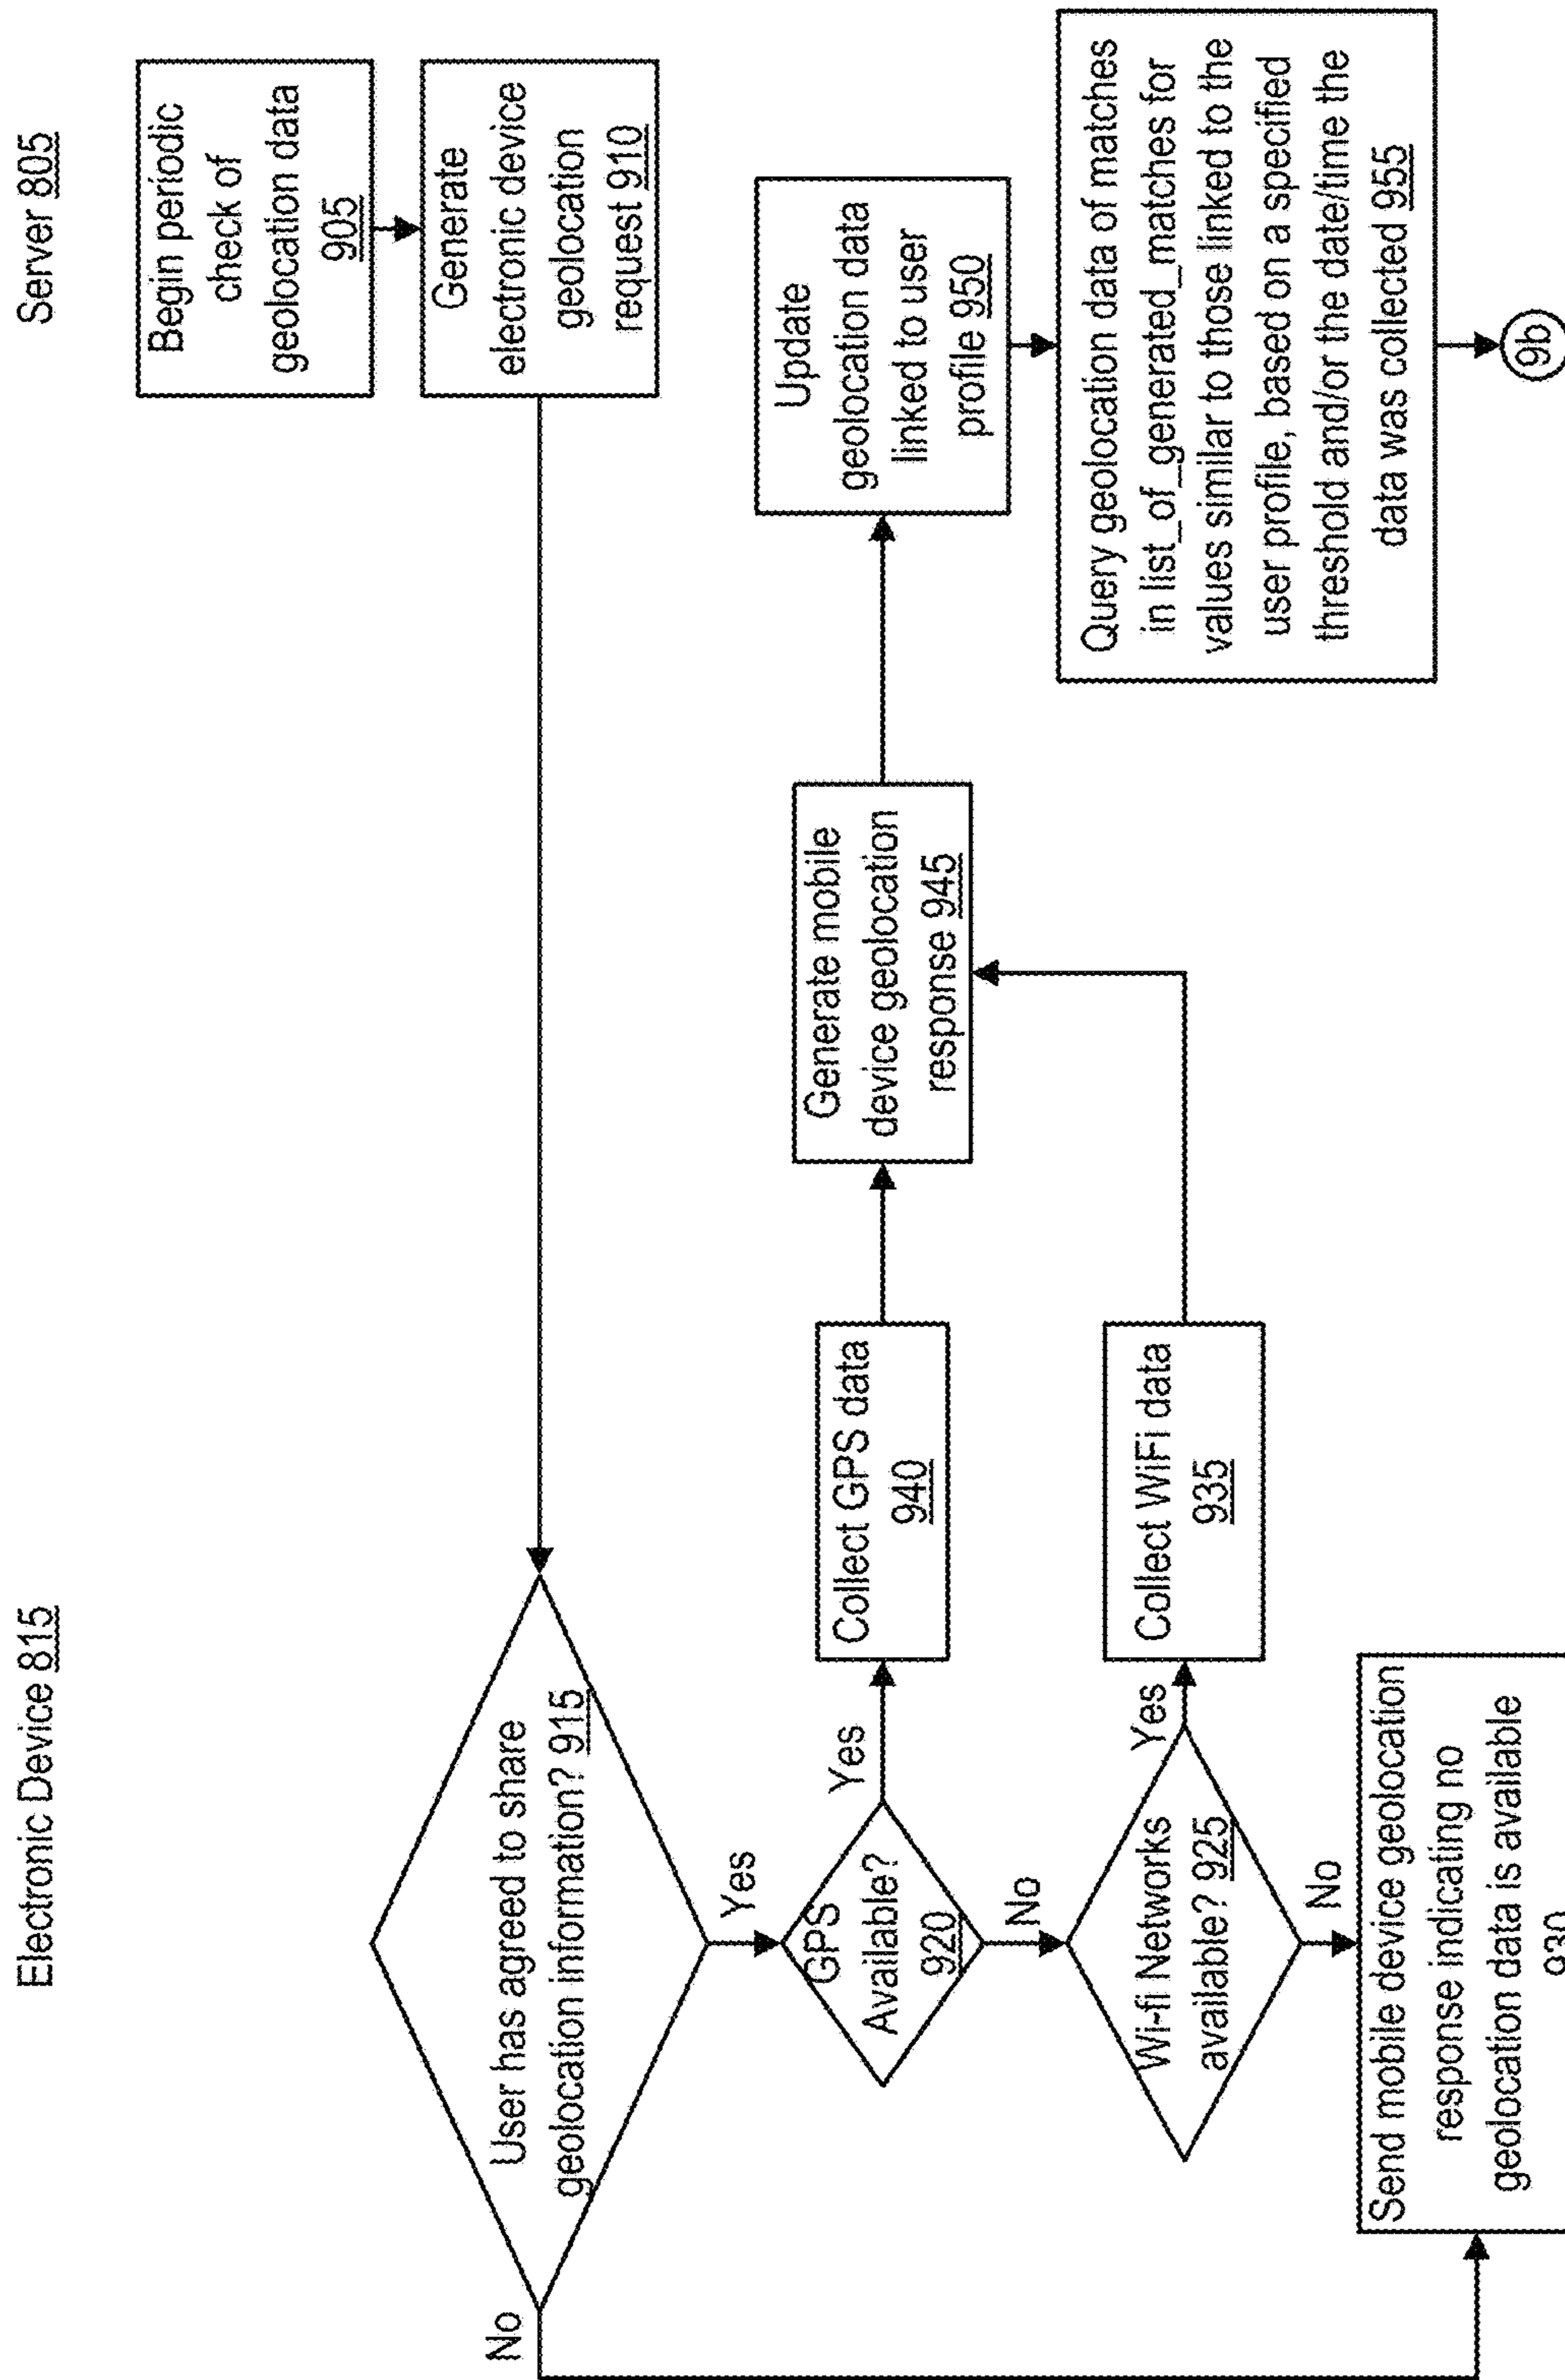 Electronic Device 815
Server 805
Begin periodic
check of
geolocation data
905
Generate
electronic device
geolocation
request 910
User has agreed to share
geolocation information? 915
No
Yes
GPS
Available?
920
Yes
No
Collect GPS data
940
Wi-fi Networks
available? 925
Yes
No
Collect WiFi data
935
Send mobile device geolocation
response indicating no
geolocation data is available
930
Generate mobile
device geolocation
response 945
Update
geolocation data
linked to user
profile 950
Query geolocation data of matches
in list_of_generated_matches for
values similar to those linked to the
user profile, based on a specified
threshold and/or the date/time the
data was collected 955
9b